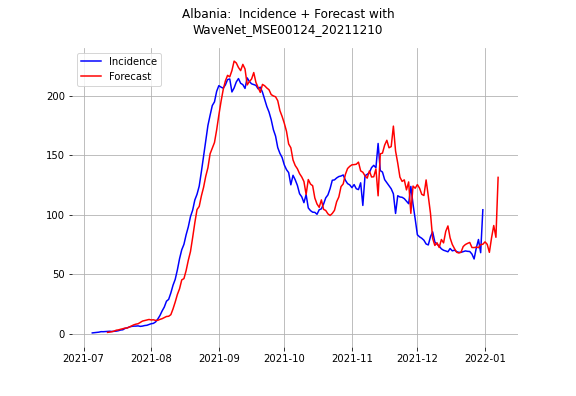 Albania:  Incidence + Forecast with
WaveNet_MSE00124_20211210
Incidence
Forecast
200
150
100
50
0
2021-07 2021-08 2021-09 2021-10 2021-11 2021-12 2022-01